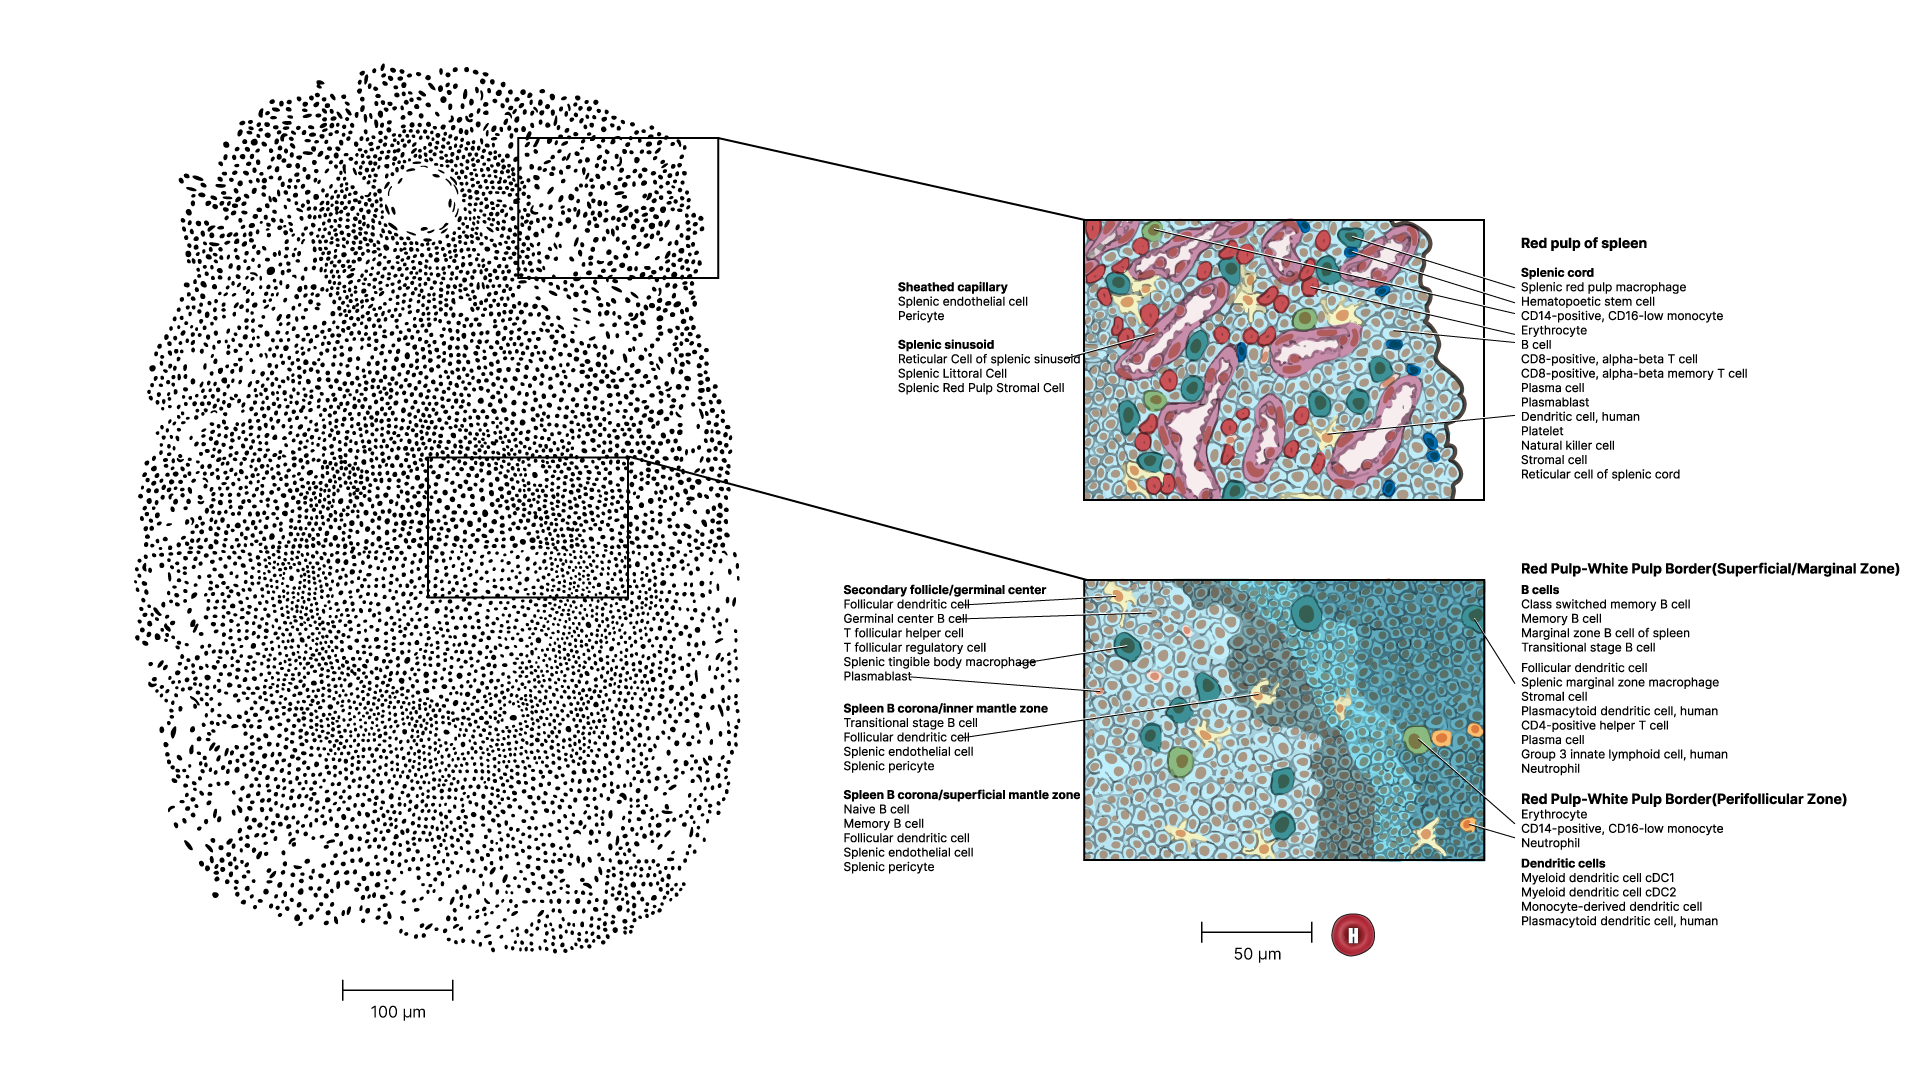 Sheathed capillary
Splenic endothelial cell
Pericyte
Splenic sinusoid
Reticular Cell of splenic sinusoid
Splenic Littoral Cell
Splenic Red Pulp Stromal Cell
Red pulp of spleen
Splenic cord
Splenic red pulp macrophage
Hematopoetic stem cell
CD14-positive, CD16-low monocyte
Erythrocyte
B cell
CD8-positive, alpha-beta T cell
CD8-positive, alpha-beta memory T cell
Plasma cell
Plasmablast
Dendritic cell, human
Platelet
Natural killer cell
Stromal cell
Reticular cell of splenic cord
Secondary follicle/germinal center
Follicular dendritic cell
Germinal center B cell
T follicular helper cell
T follicular regulatory cell
Splenic tingible body macrophage
Plasmablast
Spleen B corona/inner mantle zone
Transitional stage B cell
Follicular dendritic cell
Splenic endothelial cell
Splenic pericyte
Spleen B corona/superficial mantle zone
Naive B cell
Memory B cell
Follicular dendritic cell
Splenic endothelial cell
Splenic pericyte
Red Pulp-White Pulp Border(Superficial/Marginal Zone)
B cells
Class switched memory B cell
Memory B cell
Marginal zone B cell of spleen
Transitional stage B cell
Follicular dendritic cell
Splenic marginal zone macrophage
Stromal cell
Plasmacytoid dendritic cell, human
CD4-positive helper T cell
Plasma cell
Group 3 innate lymphoid cell, human
Neutrophil
Red Pulp-White Pulp Border(Perifollicular Zone)
Erythrocyte
CD14-positive, CD16-low monocyte
Neutrophil
Dendritic cells
Myeloid dendritic cell cDC1
Myeloid dendritic cell cDC2
Monocyte-derived dendritic cell
Plasmacytoid dendritic cell, human
50 µm
H
100 µm